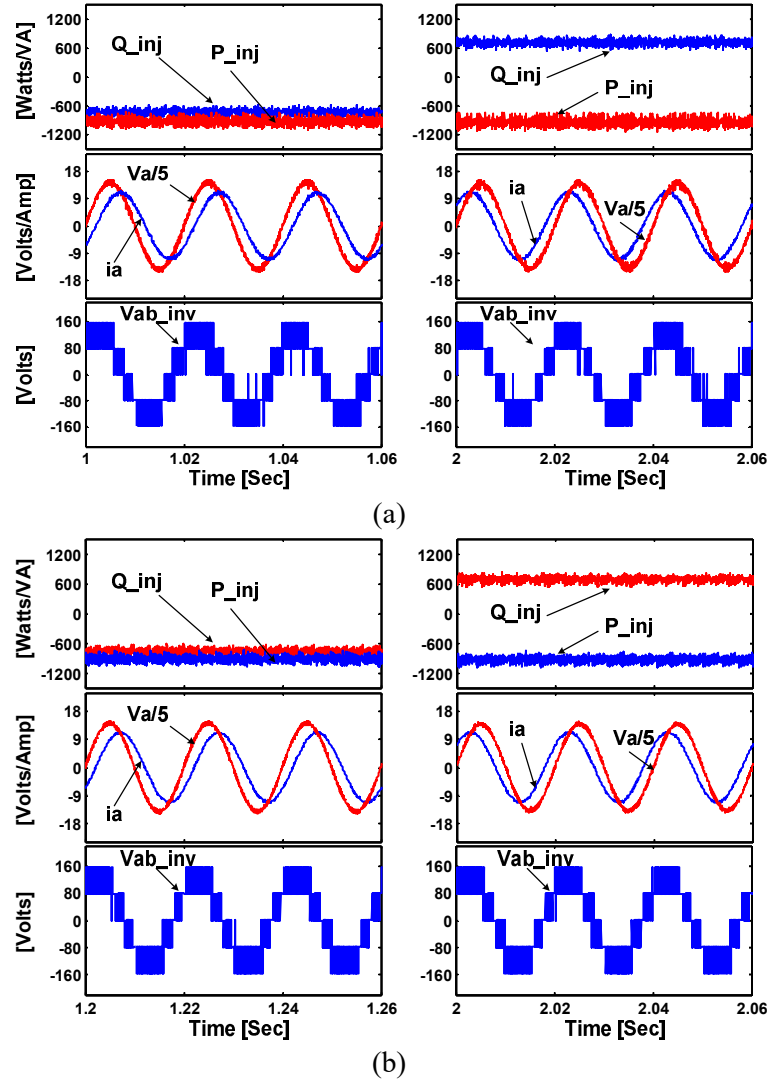 [Watts/VA]
1200
600
0
-600
-1200
Q_inj
P_inj
1200
600
0
-600
-1200
Q_inj
P_inj
[Volts/Amp]
18
9
0
-9
-18
Va/5
ia
18
9
0
-9
-18
ia
Va/5
[Volts]
160
80
0
-80
-160
Vab_inv
1 1.02 1.04 1.06
Time [Sec]
160
80
0
-80
-160
Vab_inv
2 2.02 2.04 2.06
Time [Sec]
(a)
[Watts/VA]
1200
600
0
-600
-1200
Q_inj
P_inj
1200
600
0
-600
-1200
Q_inj
P_inj
[Volts/Amp]
18
9
0
-9
-18
Va/5
ia
18
9
0
-9
-18
ia
Va/5
[Volts]
160
80
0
-80
-160
Vab_inv
1.2 1.22 1.24 1.26
Time [Sec]
160
80
0
-80
-160
Vab_inv
2 2.02 2.04 2.06
Time [Sec]
(b)